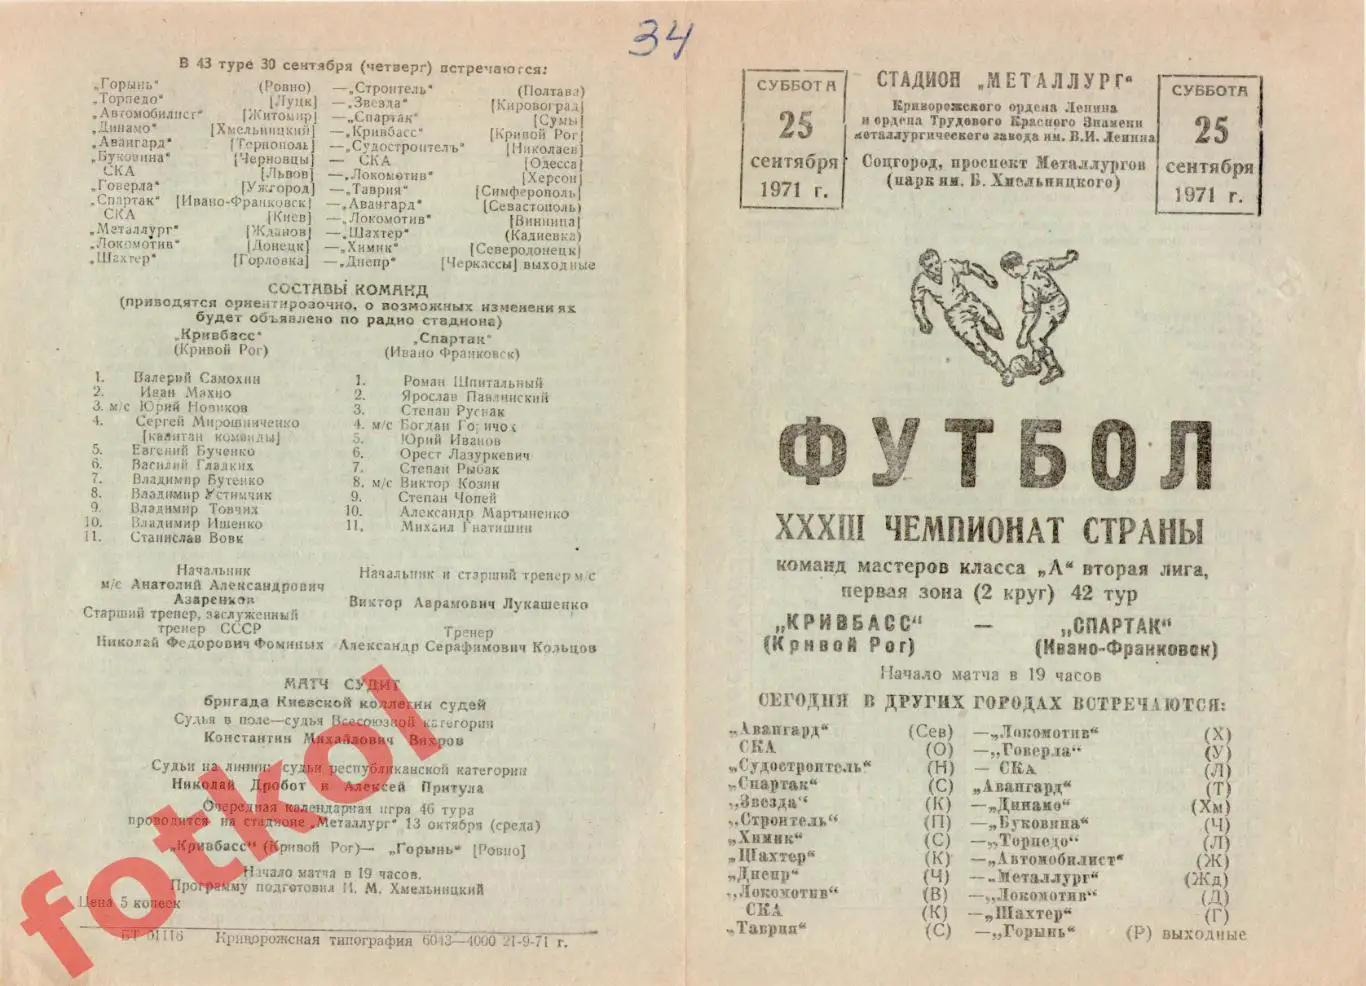 34
В 43 туре 30 сентября (четверг) встречаются:
„Горынь“ (Ровно) —„Строитель“ (Полтава)
„Торпедо“ [Луцк] —„Звезда“ [Кировоград]
„Автомобилист“ [Житомир] —„Спартак“ [Сумы]
„Динамо“ [Хмельницкий] —„Кривбасс“ [Кривой Рог]
„Авангард“ [Тернополь] —„Судостроитель“ [Николаев]
„Буковина“ [Черновцы] — СКА [Одесса]
СКА [Львов] —„Локомотив“ [Херсон]
„Говерла“ [Ужгород] —„Таврия“ [Симферополь]
„Спартак“ [Ивано-Франковск] —„Авангард“ [Севастополь)
СКА [Киев] —„Локомотив“ [Винница]
„Металлург“ [Жданов] —„Шахтер“ (Кадиевка)
„Локомотив“ [Донецк] —„Химик“ [Северодонецк]
„Шахтер“ [Горловка] —„Днепр“ [Черкассы] выходные
СОСТАВЫ КОМАНД
(приводятся ориентировочно, о возможных изменениях
будет объявлено по радио стадиона)
„Кривбасс“ (Кривой Рог)
1. Валерий Самохин
2. Иван Махно
3. м/с Юрий Новиков
4. Сергей Мирошниченко
[капитан команды]
5. Евгений Бученко
6. Василий Гладких
7. Владимир Бутенко
8. Владимир Устимчик
9. Владимир Товчих
10. Владимир Ищенко
11. Станислав Вовк
Начальник
м/с Анатолий Александрович
Азаренков
Старший тренер, заслуженный
тренер СССР
Николай Федорович Фоминых
„Спартак“
(Ивано Франковск)
1. Роман Шпитальный
2. Ярослав Павлинский
3. Степан Руснак
4. м/с Богдан
5. Юрий Иванов
6. Орест Лазуркевич
7. Степан Рыбак
8. м/с Виктор Козин
9. Степан Чопей
10. Александр Мартыненко
11. Михаил Гнатишин
Начальник и старший тренер м/с
Виктор Аврамович Лукашенко
Тренер
Александр Серафимович Кольцов
МАТЧ СУДИТ
бригада Киевской коллегии судей
Судья в поле—судья Всесоюзной категории
Константин Михайлович Вихров
Судьи на линии: судьи республиканской категории
Николай Дробот и Алексей Притула
Очередная календарная игра 46 тура
проводится на стадионе „Металлург“ 13 октября (среда)
„Кривбасс“ (Кривой Рог)— „Горынь“ [Ровно]
Начало матча в 19 часов.
Программу подготовил И. М. Хмельницкий
Цена 5 копеек
БТ 01116 Криворожская типография 6043—4000 21-9-71 г.
fotkol
СУББОТА
25
сентября
1971 г.
СТАДИОН „МЕТАЛЛУРГ“
Криворожского ордена Ленина
и ордена Трудового Красного Знамени
металлургического завода им. В.И. Ленина
Соцгород, проспект Металлургов
(парк им. Б. Хмельницкого)
СУББОТА
25
сентября
1971 г.
ФУТБОЛ
XXXIII ЧЕМПИОНАТ СТРАНЫ
команд мастеров класса „А“ вторая лига,
первая зона (2 круг) 42 тур
„КРИВБАСС“ — „СПАРТАК“
(Кривой Рог) (Ивано-Франковск)
Начало матча в 19 часов
СЕГОДНЯ В ДРУГИХ ГОРОДАХ ВСТРЕЧАЮТСЯ:
„Авангард“ (Сев) —„Локомотив“ (Х)
СКА (О) —„Говерла“ (У)
„Судостроитель“ (Н) — СКА (Л)
„Спартак“ (С) „Авангард“ (Т)
„Звезда“ (К) —„Динамо“ (Хм)
„Строитель“ (П) —„Буковина“ (Ч)
„Химик“ (С) —„Торпедо“ (Л)
„Шахтер“ (К) —„Автомобилист“ (Ж)
„Днепр“ (Ч) —„Металлург“ (Жд)
„Локомотив“ (В) —„Локомотив“ (Д)
СКА (К) —„Шахтер“ (Г)
„Таврия“ (С) —„Горынь“ (Р) выходные